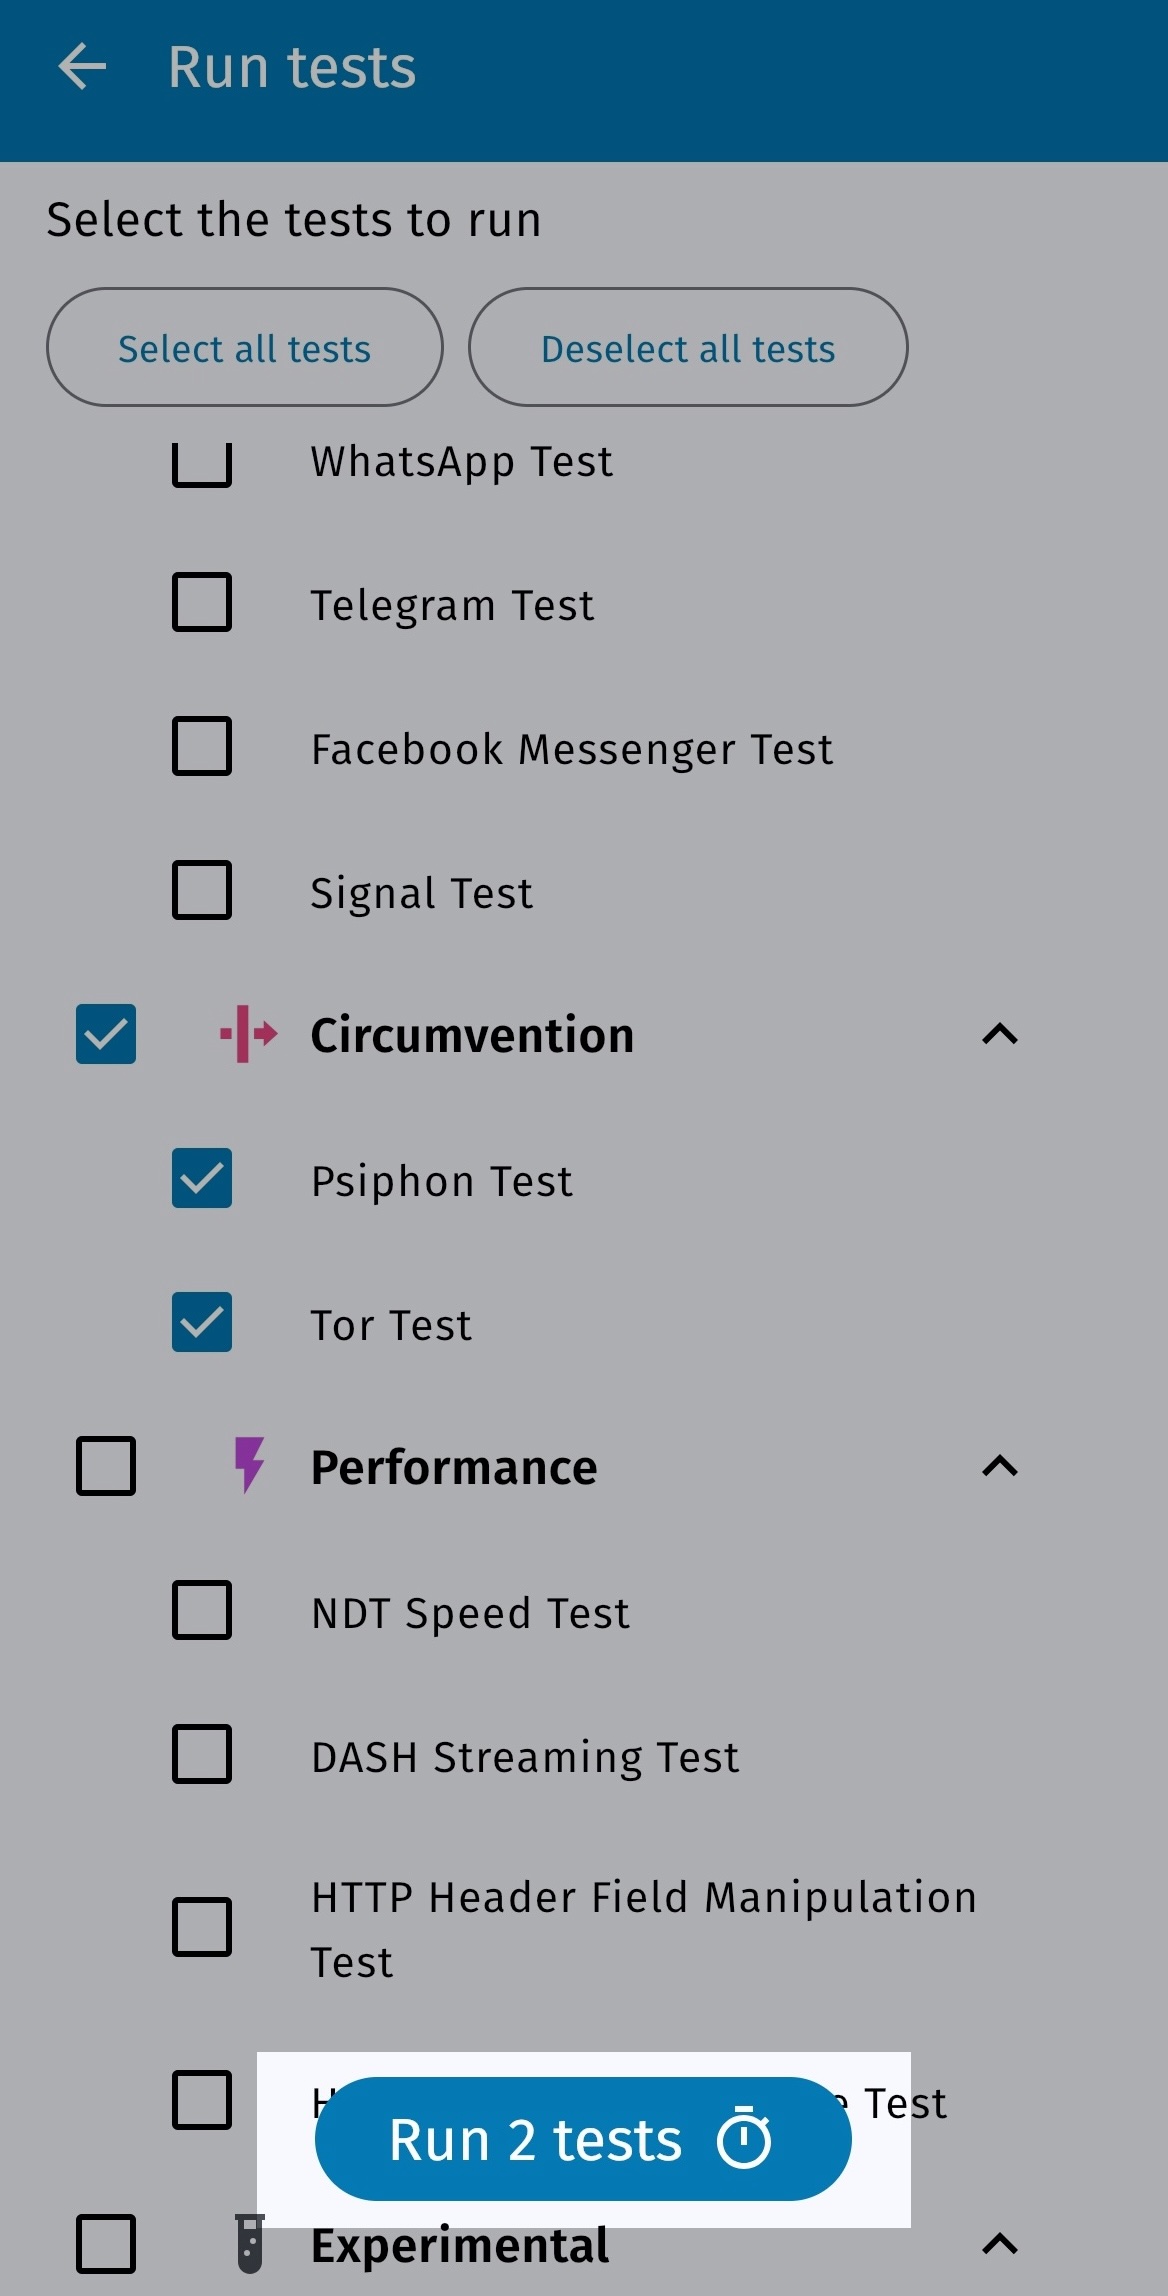 Run tests
Select the tests to run
Select all tests
Deselect all tests
WhatsApp Test
Telegram Test
Facebook Messenger Test
Signal Test
Circumvention
Psiphon Test
Tor Test
Performance
NDT Speed Test
DASH Streaming Test
HTTP Header Field Manipulation
Test
Test
Run 2 tests
Experimental